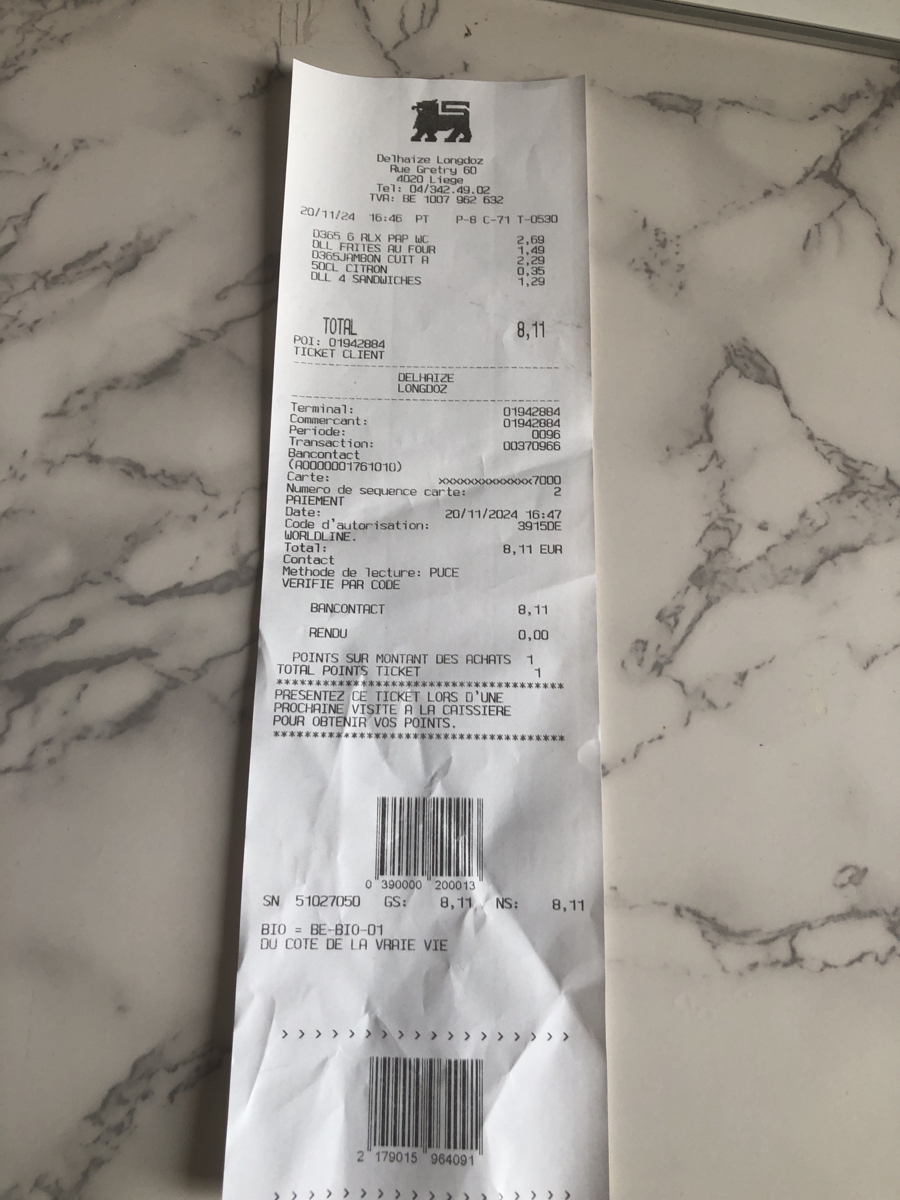 Delhaize Longdoz
Rue Gretry 60
4020 Liege
Tel: 04/342.49.02
TVA: BE 1007 962 632
20/11/24 16:46 PT P-8 C-71 T-0530
D365 6 RLX PAP WC 2,69
DLL FRITES AU FOUR 1,49
D365JAMBON CUIT A 2,29
50CL CITRON 0,35
DLL 4 SANDWICHES 1,29
TOTAL 8,11
POI: 01942884
TICKET CLIENT
DELHAIZE
LONGDOZ
Terminal: 01942884
Commercant: 01942884
Periode: 0096
Transaction: 00370966
Bancontact
(A0000001761010)
Carte: xxxxxxxxxxxxx7000
Numero de sequence carte: 2
PAIEMENT
Date: 20/11/2024 16:47
Code d'autorisation: 3915DE
WORLDLINE.
Total: 8,11 EUR
Contact
Methode de lecture: PUCE
VERIFIE PAR CODE
BANCONTACT 8,11
RENDU 0,00
POINTS SUR MONTANT DES ACHATS 1
TOTAL POINTS TICKET 1
*************************************
PRESENTEZ CE TICKET LORS D'UNE
PROCHAINE VISITE A LA CAISSIERE
POUR OBTENIR VOS POINTS.
*************************************
0 390000 200013
SN 51027050 GS: 8,11 NS: 8,11
BIO = BE-BIO-01
DU COTE DE LA VRAIE VIE
> > > > > > > > > > > > > > > > > >
2 179015 964091
> > > > > > > > > > > > > > > > > >